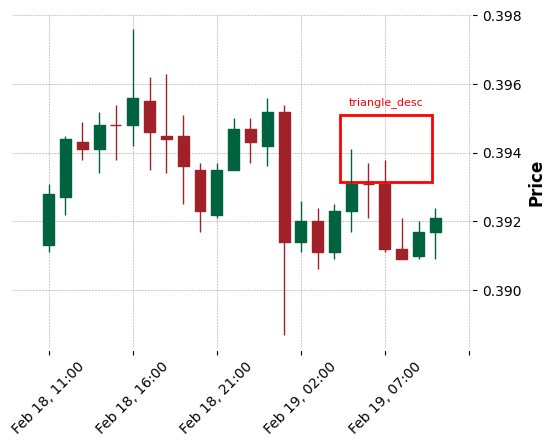 0.398
0.396
triangle_desc
0.394
0.392
0.390
Price
Feb 18, 11:00
Feb 18, 16:00
Feb 18, 21:00
Feb 19, 02:00
Feb 19, 07:00